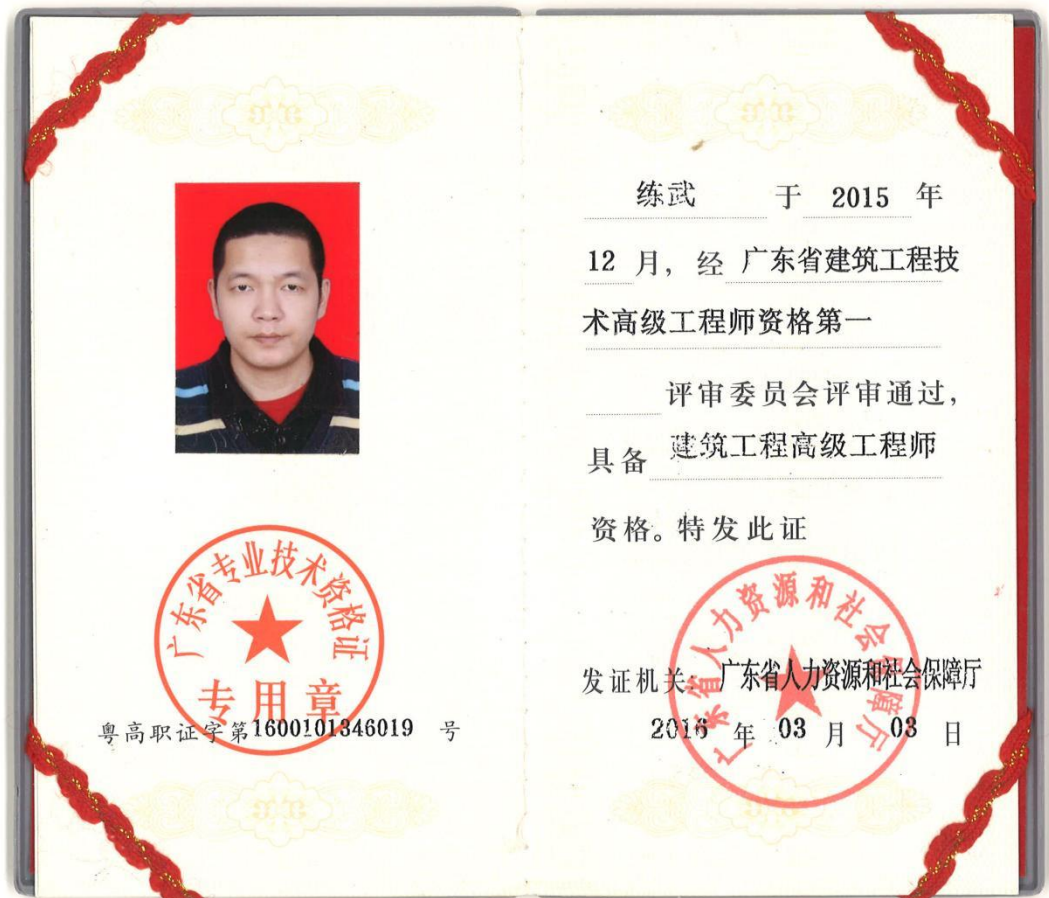 广东省专业技术资格证
专用章
粤高职证字第1600101346019 号
练武 于 2015 年
12 月，经 广东省建筑工程技
术高级工程师资格第一
评审委员会评审通过，
具备 建筑工程高级工程师
资格。特发此证
广东省人力资源和社会保障厅
发证机关：广东省人力资源和社会保障厅
2016 年 03 月 03 日